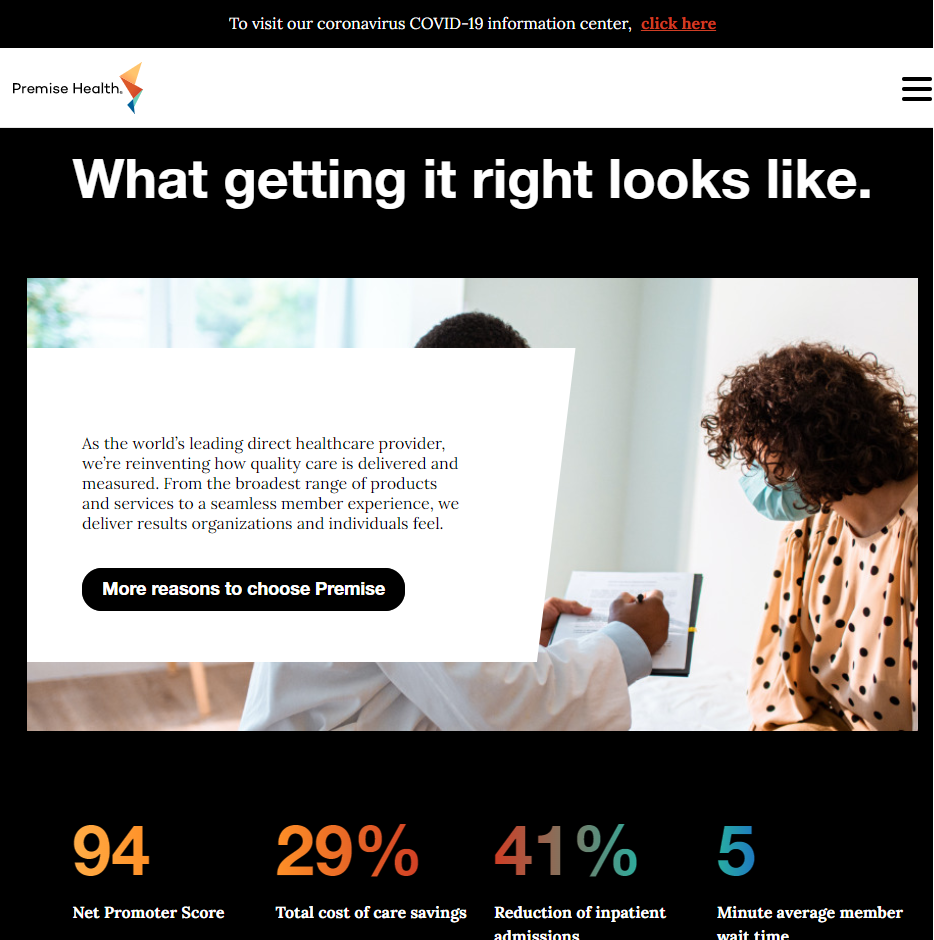 To visit our coronavirus COVID-19 information center, click here
Premise Health.
What getting it right looks like.
As the world’s leading direct healthcare provider,
we’re reinventing how quality care is delivered and
measured. From the broadest range of products
and services to a seamless member experience, we
deliver results organizations and individuals feel.
More reasons to choose Premise
94 29% 41% 5
Net Promoter Score Total cost of care savings Reduction of inpatient Minute average member
admissions wait time